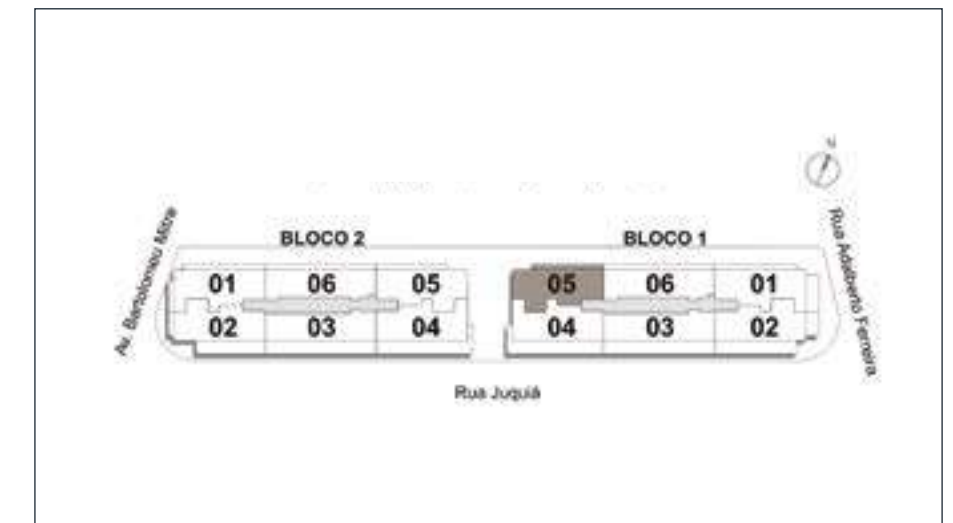 N
BLOCO 2
BLOCO 1
01 06 05
05 06 01
02 03 04
04 03 02
Av. Bartolomeu Mitre
Rua Adalberto Ferreira
Rua Juquiá